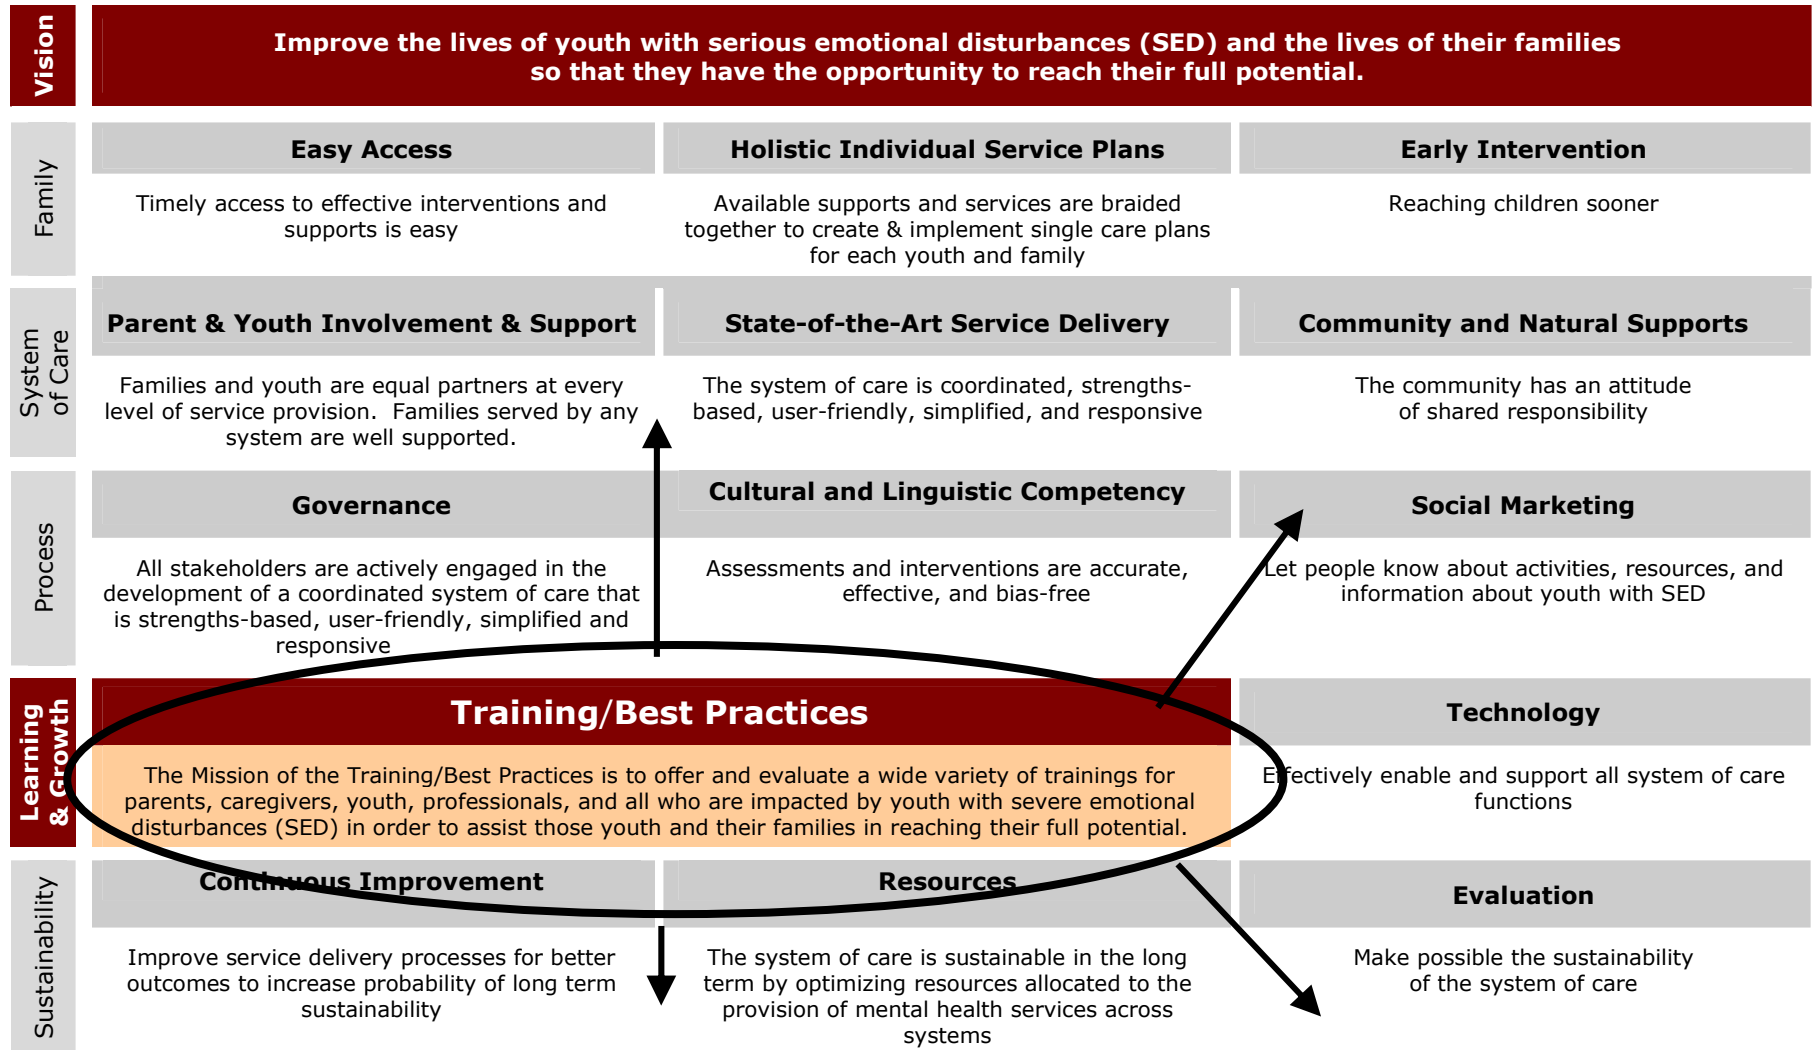 Vision
Improve the lives of youth with serious emotional disturbances (SED) and the lives of their families
so that they have the opportunity to reach their full potential.
Family
Easy Access
Timely access to effective interventions and
supports is easy
Holistic Individual Service Plans
Available supports and services are braided
together to create & implement single care plans
for each youth and family
Early Intervention
Reaching children sooner
System
of Care
Parent & Youth Involvement & Support
Families and youth are equal partners at every
level of service provision.  Families served by any
system are well supported.
State-of-the-Art Service Delivery
The system of care is coordinated, strengths-
based, user-friendly, simplified, and responsive
Community and Natural Supports
The community has an attitude
of shared responsibility
Process
Governance
All stakeholders are actively engaged in the
development of a coordinated system of care that
is strengths-based, user-friendly, simplified and
responsive
Cultural and Linguistic Competency
Assessments and interventions are accurate,
effective, and bias-free
Social Marketing
Let people know about activities, resources, and
information about youth with SED
Learning
& Growth
Training/Best Practices
The Mission of the Training/Best Practices is to offer and evaluate a wide variety of trainings for
parents, caregivers, youth, professionals, and all who are impacted by youth with severe emotional
disturbances (SED) in order to assist those youth and their families in reaching their full potential.
Technology
Effectively enable and support all system of care
functions
Sustainability
Continuous Improvement
Improve service delivery processes for better
outcomes to increase probability of long term
sustainability
Resources
The system of care is sustainable in the long
term by optimizing resources allocated to the
provision of mental health services across
systems
Evaluation
Make possible the sustainability
of the system of care